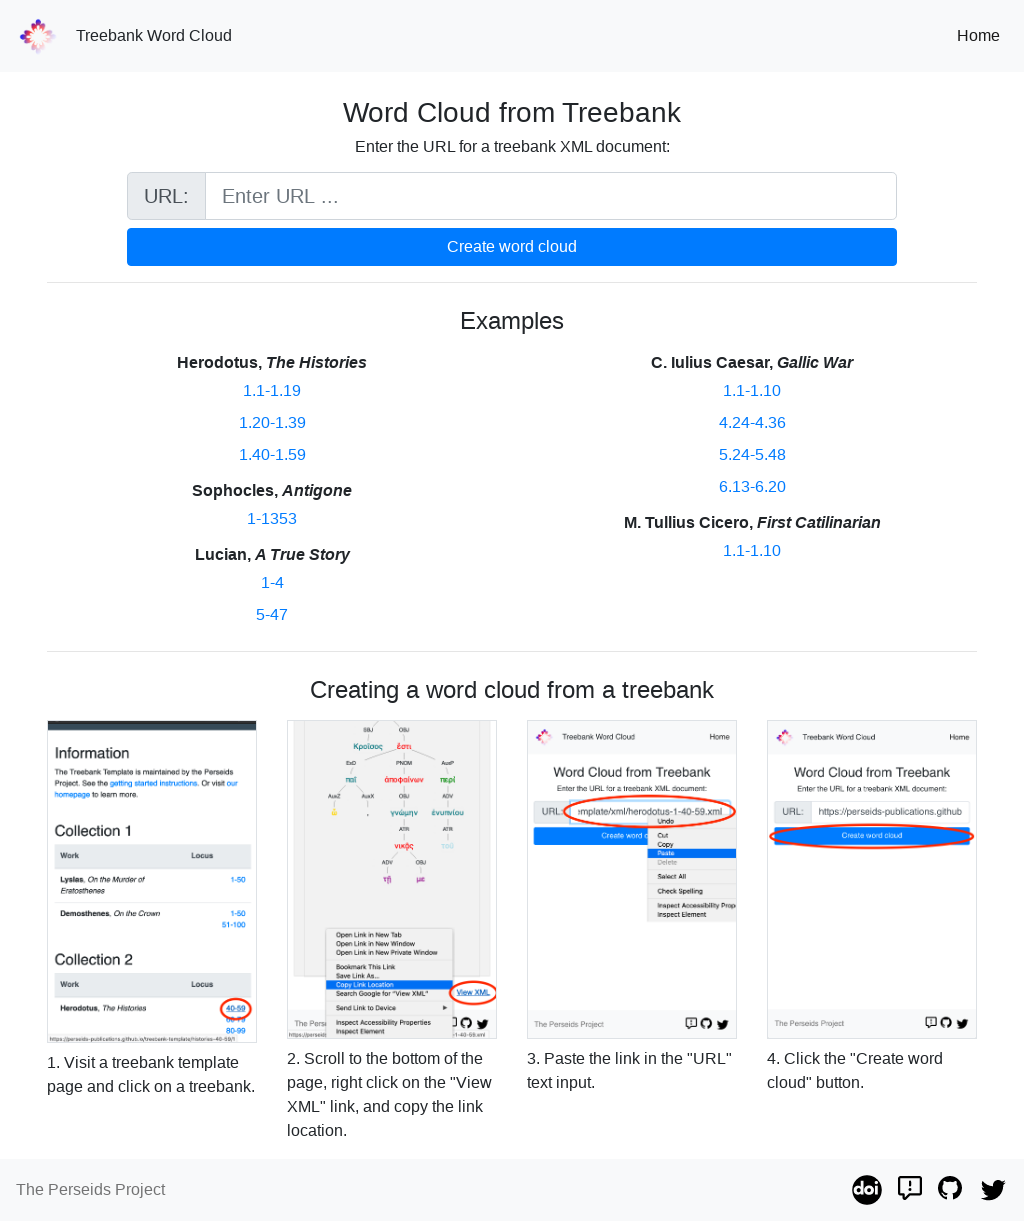 Treebank Word Cloud
Home
Word Cloud from Treebank
Enter the URL for a treebank XML document:
URL:
Enter URL ...
Create word cloud
Examples
Herodotus, The Histories
1.1-1.19
1.20-1.39
1.40-1.59
Sophocles, Antigone
1-1353
Lucian, A True Story
1-4
5-47
C. Iulius Caesar, Gallic War
1.1-1.10
4.24-4.36
5.24-5.48
6.13-6.20
M. Tullius Cicero, First Catilinarian
1.1-1.10
Creating a word cloud from a treebank
Information
The Treebank Template is maintained by the Perseids
Project. See the getting started instructions. Or visit our
homepage to learn more.
Collection 1
Work Locus
Lysias, On the Murder of
Eratosthenes
1-50
Demosthenes, On the Crown 1-50
51-100
Collection 2
Work Locus
Herodotus, The Histories 40-59
80-99
1. Visit a treebank template
page and click on a treebank.
SBJ OBJ
Κροῖσος ἐστι
ExD PNOM AuxP
παῖ ἀποφαίνων περί
AuxZ AuxX OBJ ADV
, γνώμην ἐνυπνίου
ATR ATR
νικᾷς τοῦ
ADV OBJ
τῇ με
Open Link in New Tab
Open Link in New Window
Open Link in New Private Window
Bookmark This Link
Save Link As...
Copy Link Location
Search Google for "View XML"
Send Link to Device
Inspect Accessibility Properties
Inspect Element
View XML
2. Scroll to the bottom of the
page, right click on the "View
XML" link, and copy the link
location.
Treebank Word Cloud Home
Word Cloud from Treebank
Enter the URL for a treebank XML document:
URL: template/xml/herodotus-1-40-59.xml
Create word
Undo
Cut
Copy
Paste
Delete
Select All
Check Spelling
Inspect Accessibility Prope
Inspect Element
The Perseids Project
3. Paste the link in the "URL"
text input.
Treebank Word Cloud Home
Word Cloud from Treebank
Enter the URL for a treebank XML document:
URL: https://perseids-publications.github
Create word cloud
The Perseids Project
4. Click the "Create word
cloud" button.
The Perseids Project
doi